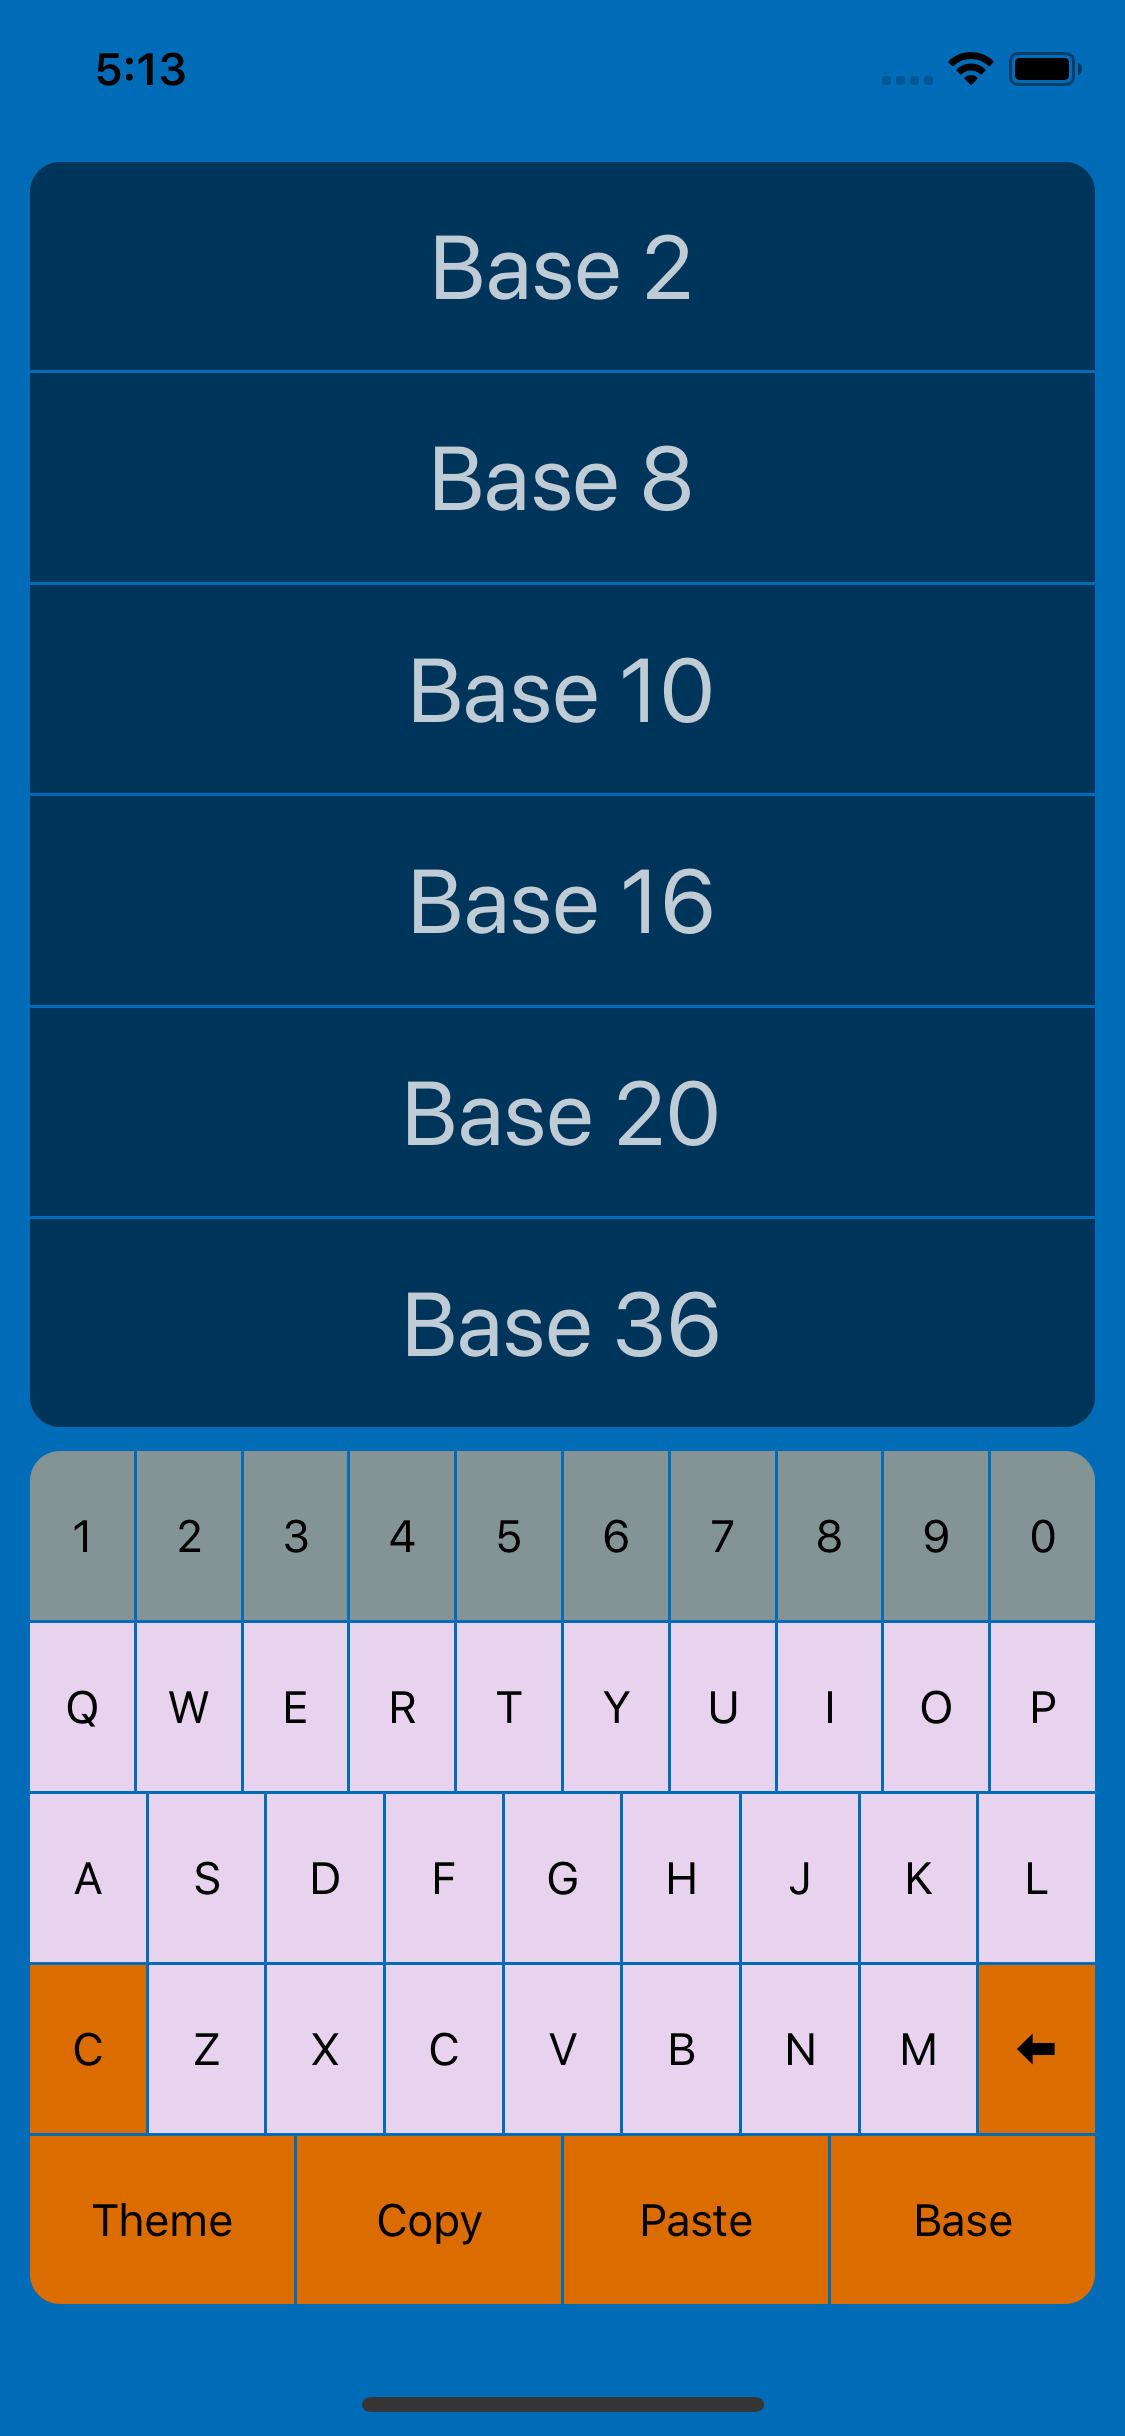 5:13
Base 2
Base 8
Base 10
Base 16
Base 20
Base 36
1 2 3 4 5 6 7 8 9 0
Q W E R T Y U I O P
A S D F G H J K L
C Z X C V B N M
Theme Copy Paste Base